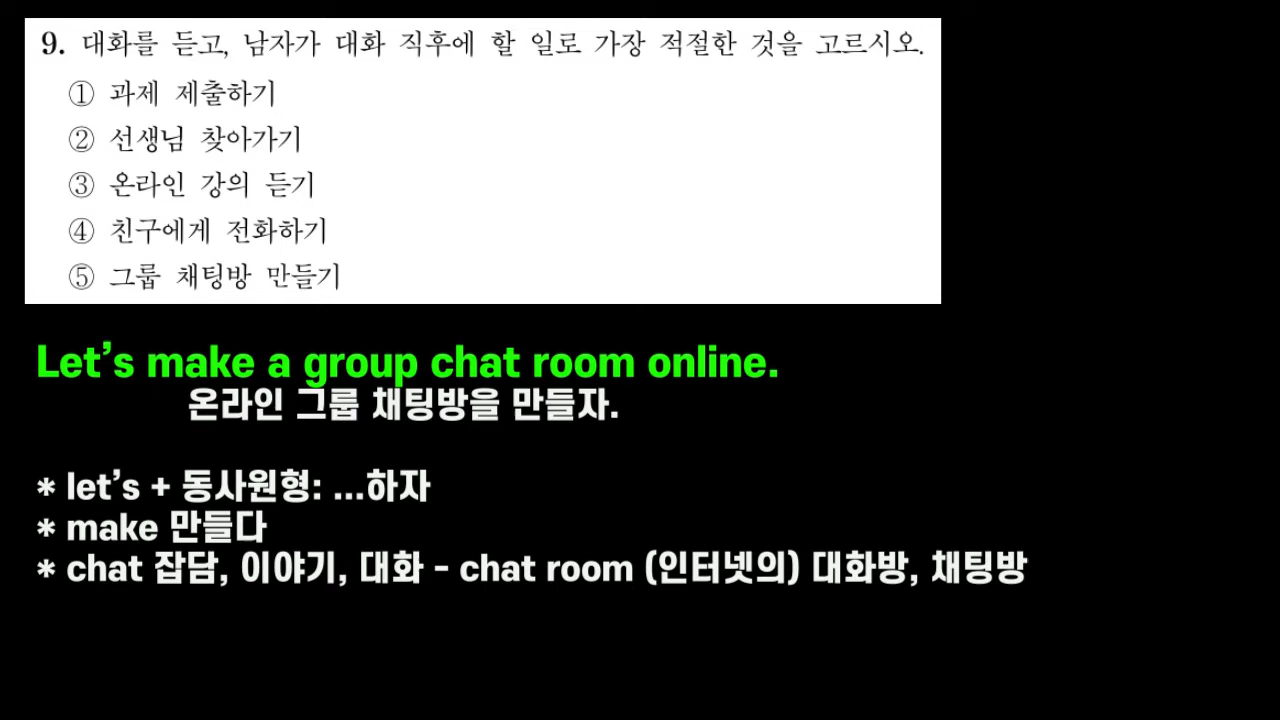 9. 대화를 듣고, 남자가 대화 직후에 할 일로 가장 적절한 것을 고르시오.
① 과제 제출하기
② 선생님 찾아가기
③ 온라인 강의 듣기
④ 친구에게 전화하기
⑤ 그룹 채팅방 만들기
Let's make a group chat room online.
온라인 그룹 채팅방을 만들자.
* let's + 동사원형: ...하자
* make 만들다
* chat 잡담, 이야기, 대화 - chat room (인터넷의) 대화방, 채팅방